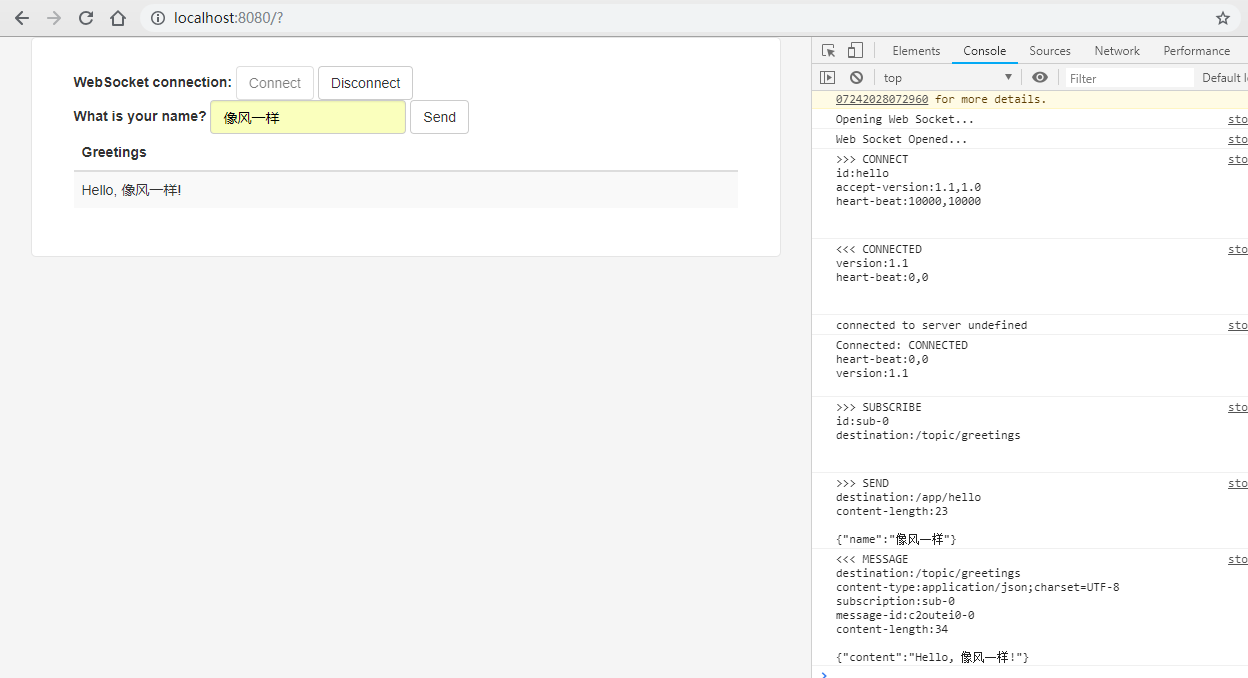 localhost:8080/?
WebSocket connection: Connect Disconnect
What is your name? 像风一样 Send
Greetings
Hello, 像风一样!
Elements Console Sources Network Performance
top Filter Default
07242028072960 for more details.
Opening Web Socket... sto
Web Socket Opened... sto
>>> CONNECT sto
id:hello
accept-version:1.1,1.0
heart-beat:10000,10000
<<< CONNECTED sto
version:1.1
heart-beat:0,0
connected to server undefined sto
Connected: CONNECTED
heart-beat:0,0
version:1.1
>>> SUBSCRIBE sto
id:sub-0
destination:/topic/greetings
>>> SEND sto
destination:/app/hello
content-length:23
{"name":"像风一样"}
<<< MESSAGE sto
destination:/topic/greetings
content-type:application/json;charset=UTF-8
subscription:sub-0
message-id:c2outei0-0
content-length:34
{"content":"Hello, 像风一样!"}